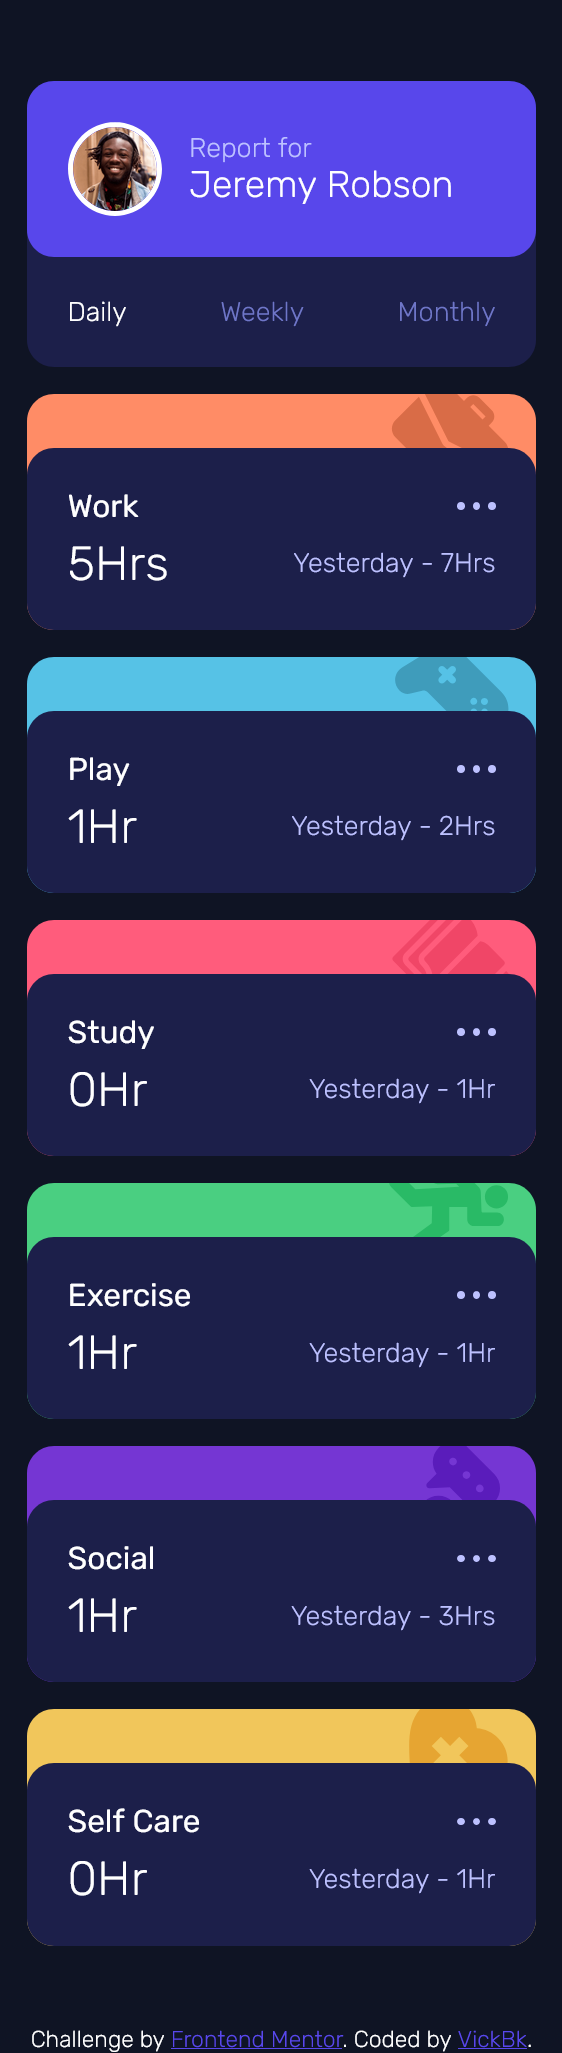 Report for
Jeremy Robson
Daily Weekly Monthly
Work
5Hrs Yesterday - 7Hrs
Play
1Hr Yesterday - 2Hrs
Study
0Hr Yesterday - 1Hr
Exercise
1Hr Yesterday - 1Hr
Social
1Hr Yesterday - 3Hrs
Self Care
0Hr Yesterday - 1Hr
Challenge by Frontend Mentor. Coded by VickBk.